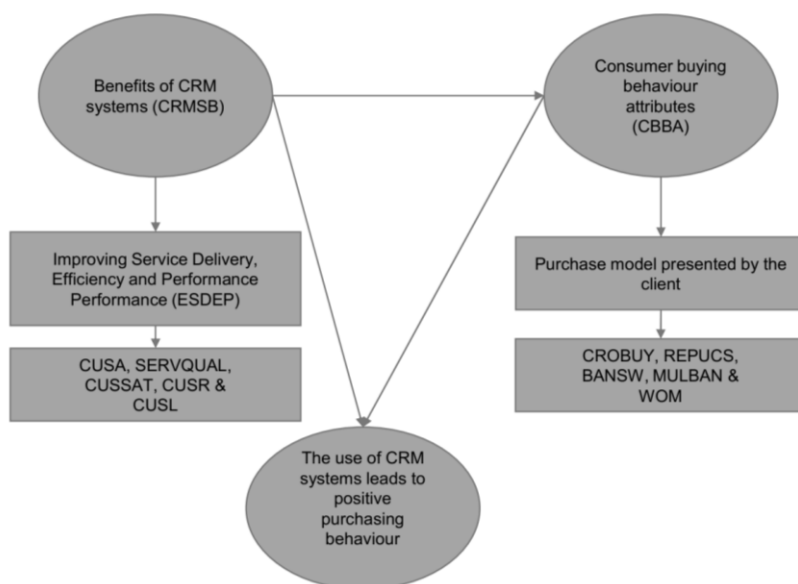 Benefits of CRM
systems (CRMSB)
Consumer buying
behaviour
attributes
(CBBA)
Improving Service Delivery,
Efficiency and Performance
Performance (ESDEP)
Purchase model presented by the
client
CUSA, SERVQUAL,
CUSSAT, CUSR &
CUSL
CROBUY, REPUCS,
BANSW, MULBAN &
WOM
The use of CRM
systems leads to
positive
purchasing
behaviour